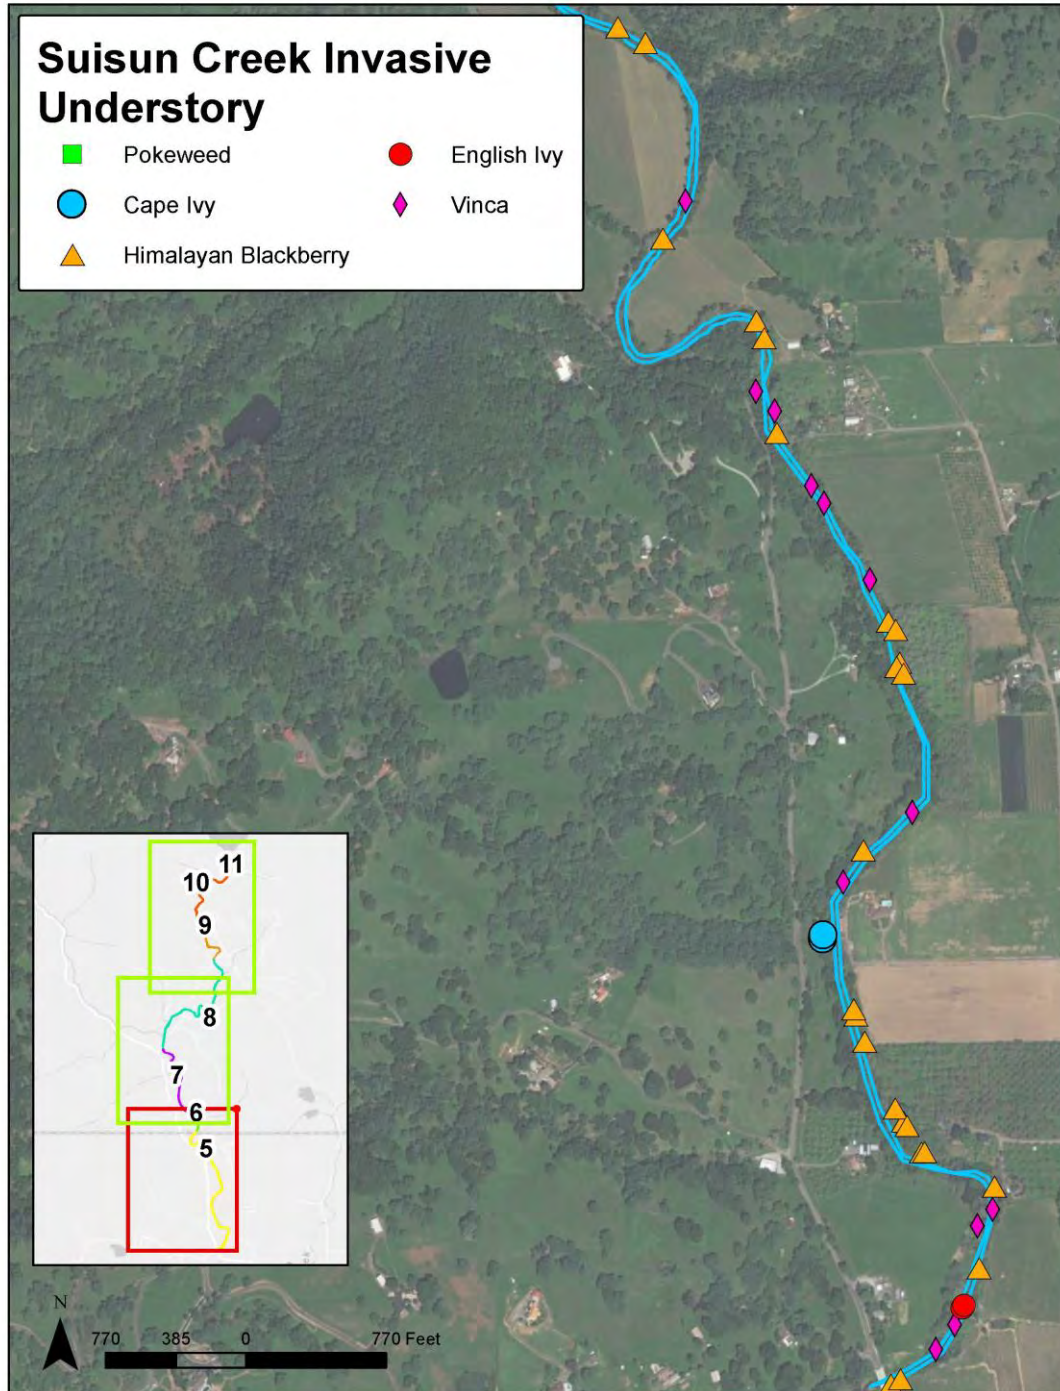 Suisun Creek Invasive
Understory
Pokeweed
English Ivy
Cape Ivy
Vinca
Himalayan Blackberry
11
10
9
8
7
6
5
N
770 385 0 770 Feet